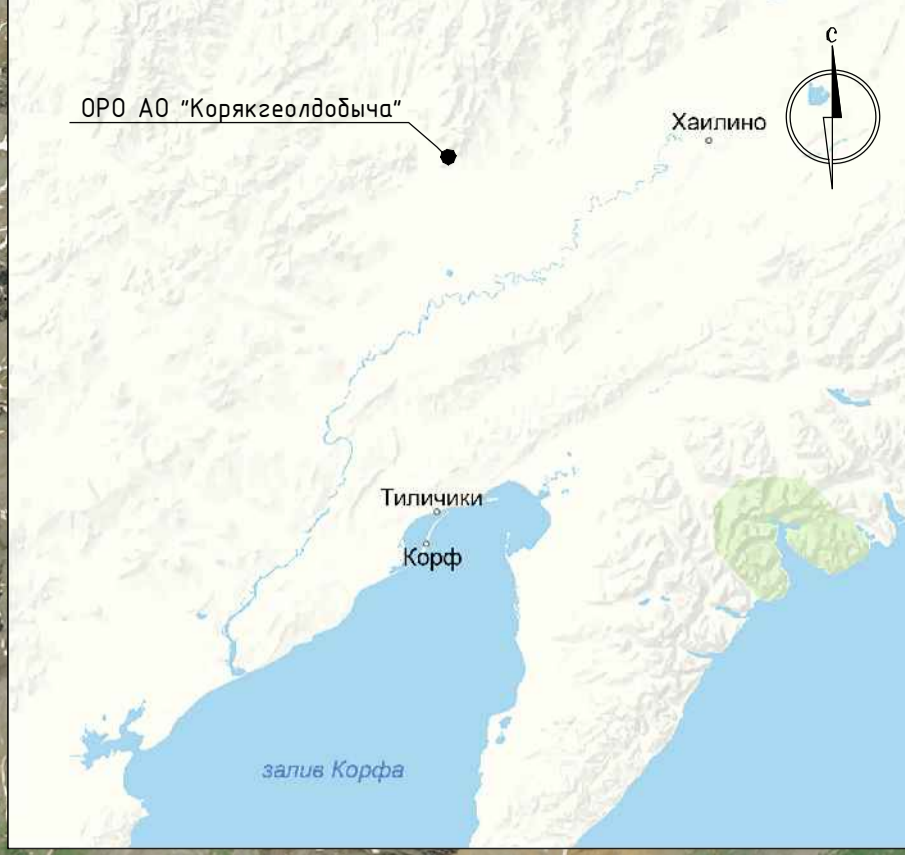 с
ОРО АО "Корякгеолдобыча"
Хаилино
Тиличики
Корф
залив Корфа